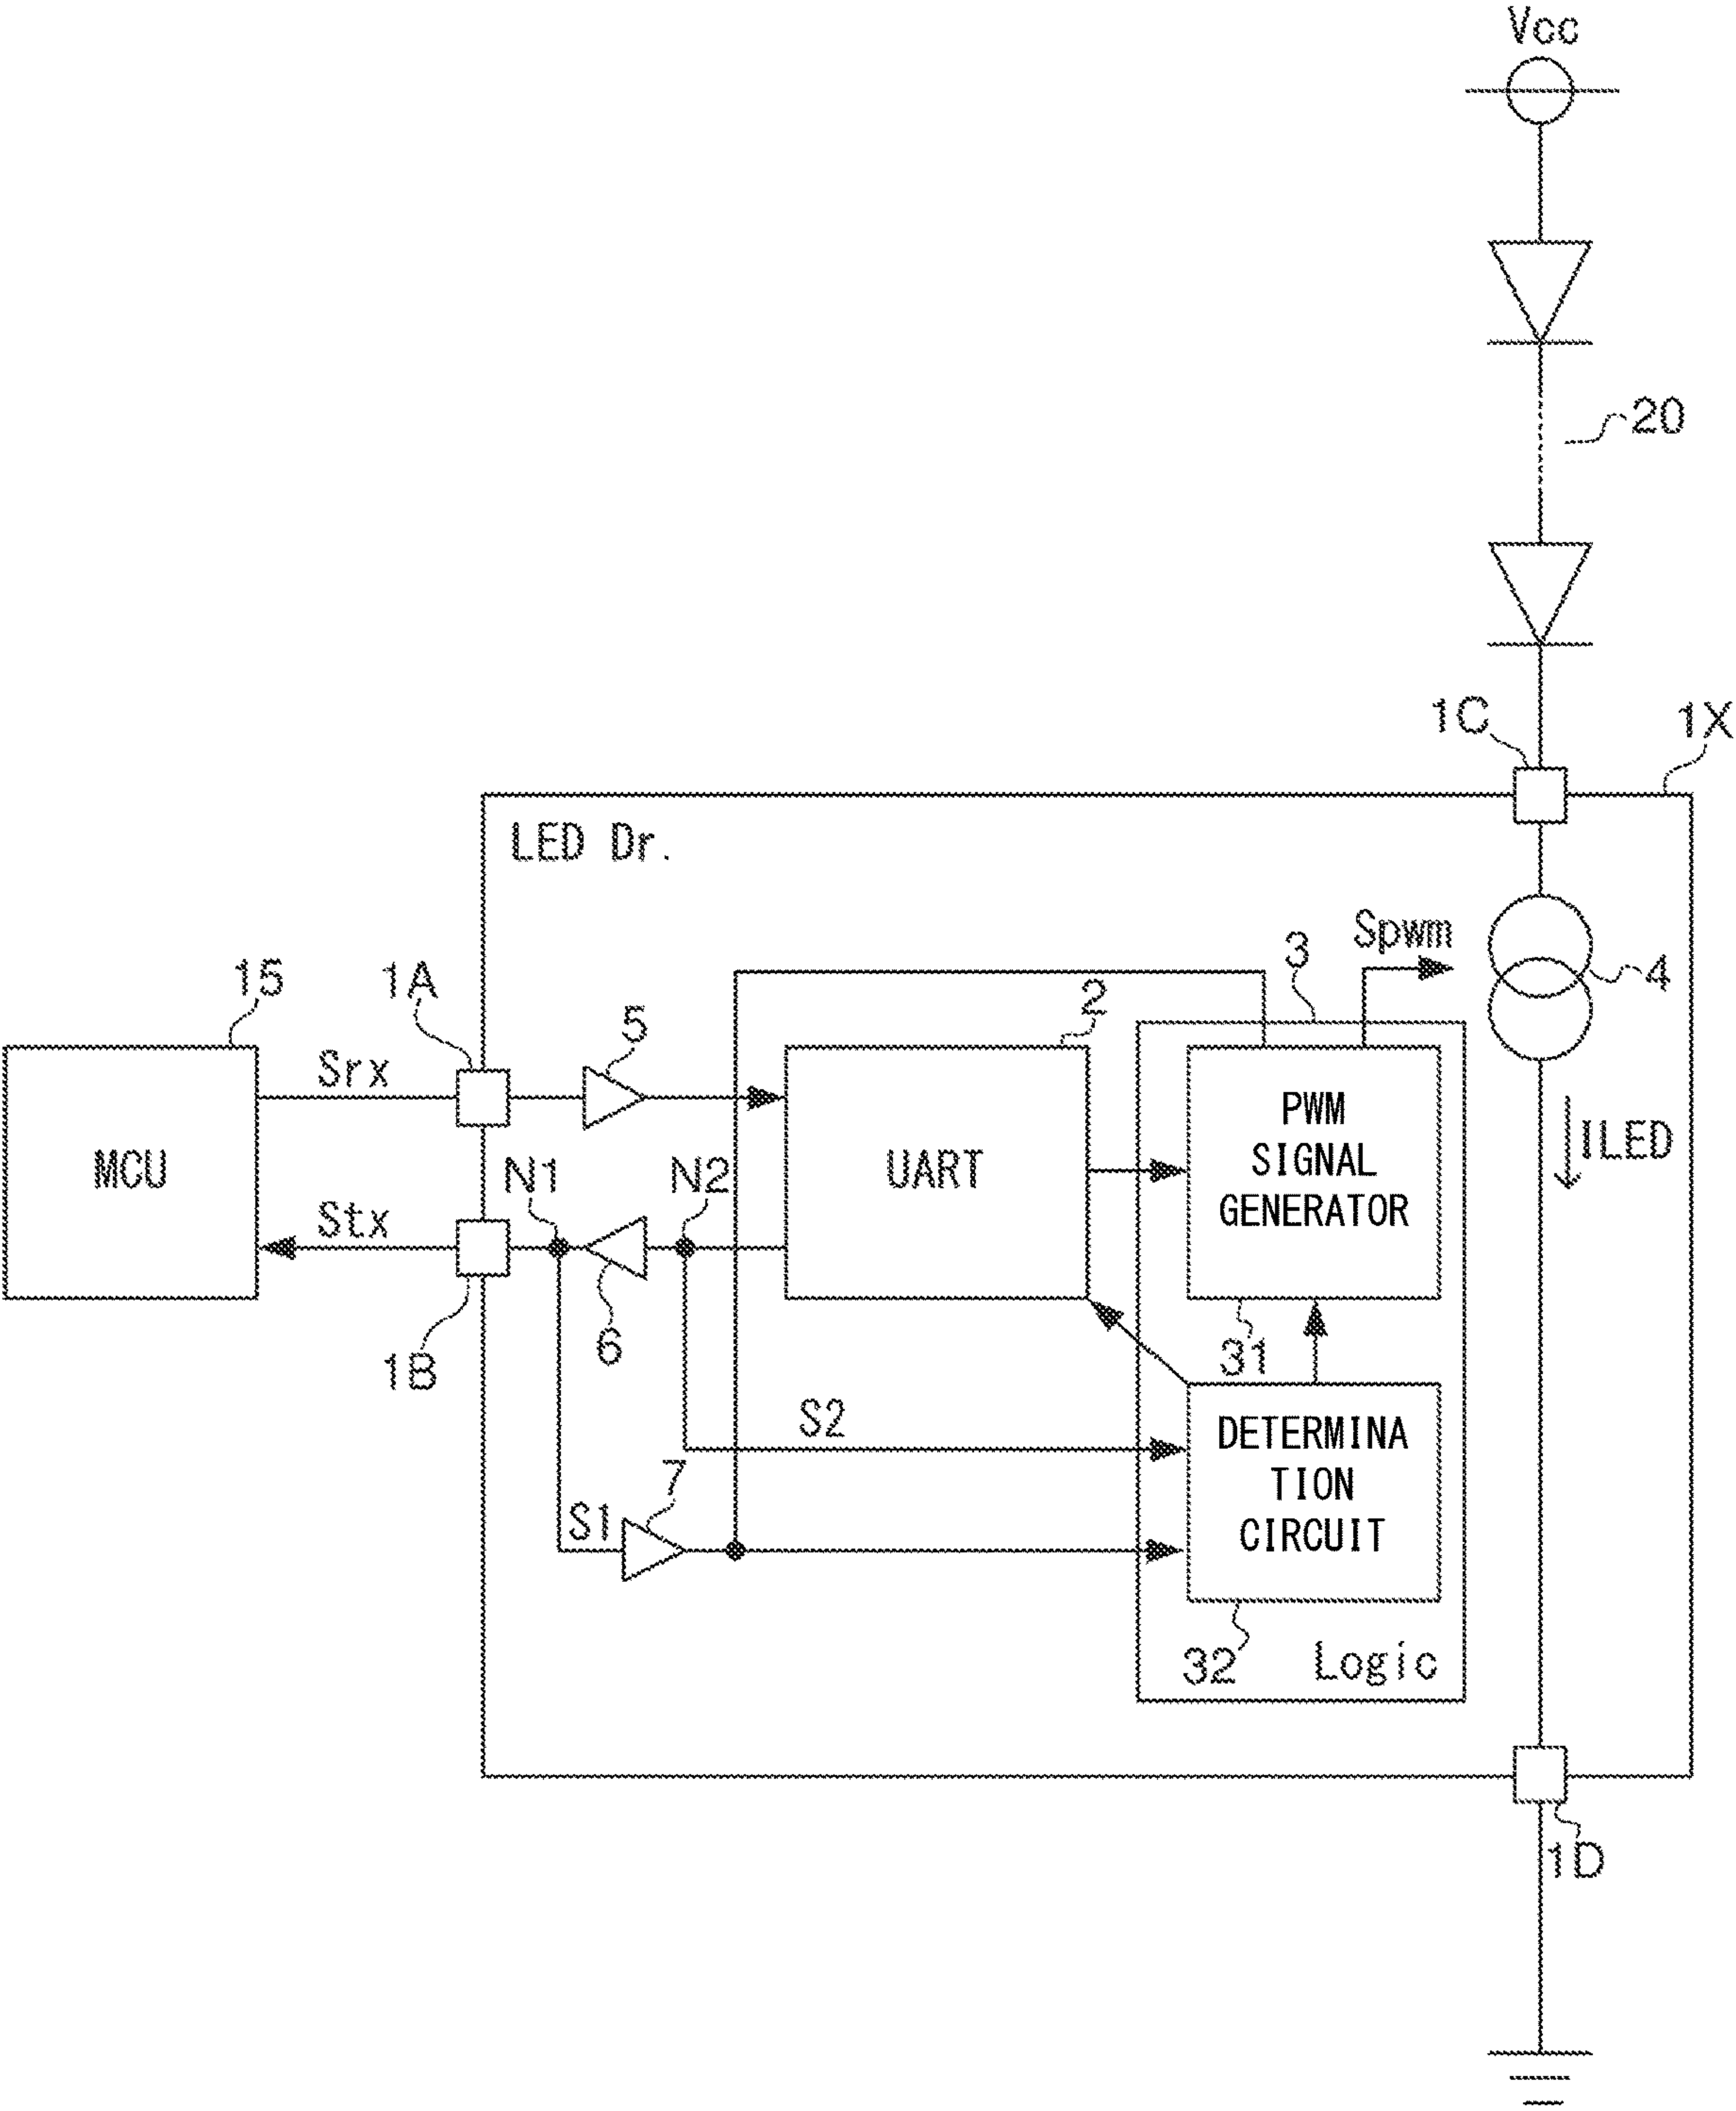 Vcc
20
1C
1X
LED Dr.
Spwm
3
4
15
1A
5
2
Srx
MCU
UART
PWM
SIGNAL
GENERATOR
ILED
N1
N2
Stx
6
1B
31
S2
DETERMINA
TION
CIRCUIT
7
S1
32
Logic
1D